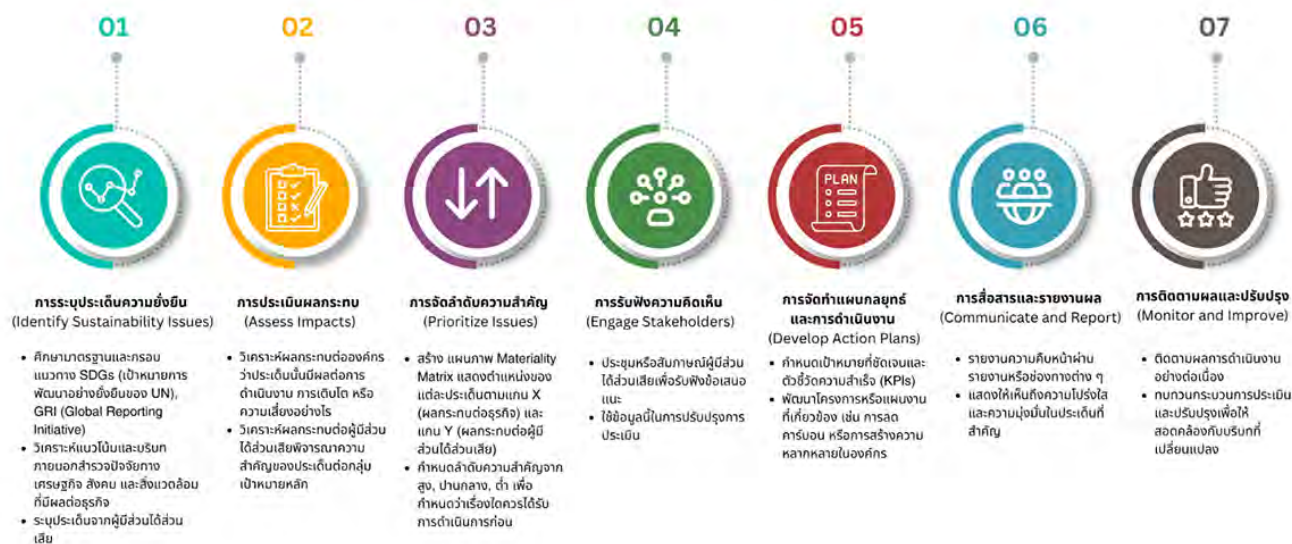 01
02
03
04
05
06
07
PLAN
การระบุประเด็นความยั่งยืน
(Identify Sustainability Issues)
• ศึกษามาตรฐานและกรอบ
แนวทาง SDGs (เป้าหมายการ
พัฒนาอย่างยั่งยืนของ UN),
GRI (Global Reporting
Initiative)
• วิเคราะห์แนวโน้มและบริบท
ภายนอกสำรวจปัจจัยทาง
เศรษฐกิจ สังคม และสิ่งแวดล้อม
ที่มีผลต่อธุรกิจ
• ระบุประเด็นจากผู้มีส่วนได้ส่วน
เสีย
การประเมินผลกระทบ
(Assess Impacts)
• วิเคราะห์ผลกระทบต่อองค์กร
ว่าประเด็นนั้นมีผลต่อการ
ดำเนินงาน การเติบโต หรือ
ความเสี่ยงอย่างไร
• วิเคราะห์ผลกระทบต่อผู้มีส่วน
ได้ส่วนเสียพิจารณาความ
สำคัญของประเด็นต่อกลุ่ม
เป้าหมายหลัก
การจัดลำดับความสำคัญ
(Prioritize Issues)
• สร้าง แผนภาพ Materiality
Matrix แสดงตำแหน่งของ
แต่ละประเด็นตามแกน X
(ผลกระทบต่อธุรกิจ) และ
แกน Y (ผลกระทบต่อผู้มี
ส่วนได้ส่วนเสีย)
• กำหนดลำดับความสำคัญจาก
สูง, ปานกลาง, ต่ำ เพื่อ
กำหนดว่าเรื่องใดควรได้รับ
การดำเนินการก่อน
การรับฟังความคิดเห็น
(Engage Stakeholders)
• ประชุมหรือสัมภาษณ์ผู้มีส่วน
ได้ส่วนเสียเพื่อรับฟังข้อเสนอ
แนะ
• ใช้ข้อมูลนี้ในการปรับปรุงการ
ประเมิน
การจัดทำแผนกลยุทธ์
และการดำเนินงาน
(Develop Action Plans)
• กำหนดเป้าหมายที่ชัดเจนและ
ตัวชี้วัดความสำเร็จ (KPIs)
• พัฒนาโครงการหรือแผนงาน
ที่เกี่ยวข้อง เช่น การลด
คาร์บอน หรือการสร้างความ
หลากหลายในองค์กร
การสื่อสารและรายงานผล
(Communicate and Report)
• รายงานความคืบหน้าผ่าน
รายงานหรือช่องทางต่าง ๆ
• แสดงให้เห็นถึงความโปร่งใส
และความมุ่งมั่นในประเด็นที่
สำคัญ
การติดตามผลและปรับปรุง
(Monitor and Improve)
• ติดตามผลการดำเนินงาน
อย่างต่อเนื่อง
• ทบทวนกระบวนการประเมิน
และปรับปรุงเพื่อให้
สอดคล้องกับบริบทที่
เปลี่ยนแปลง